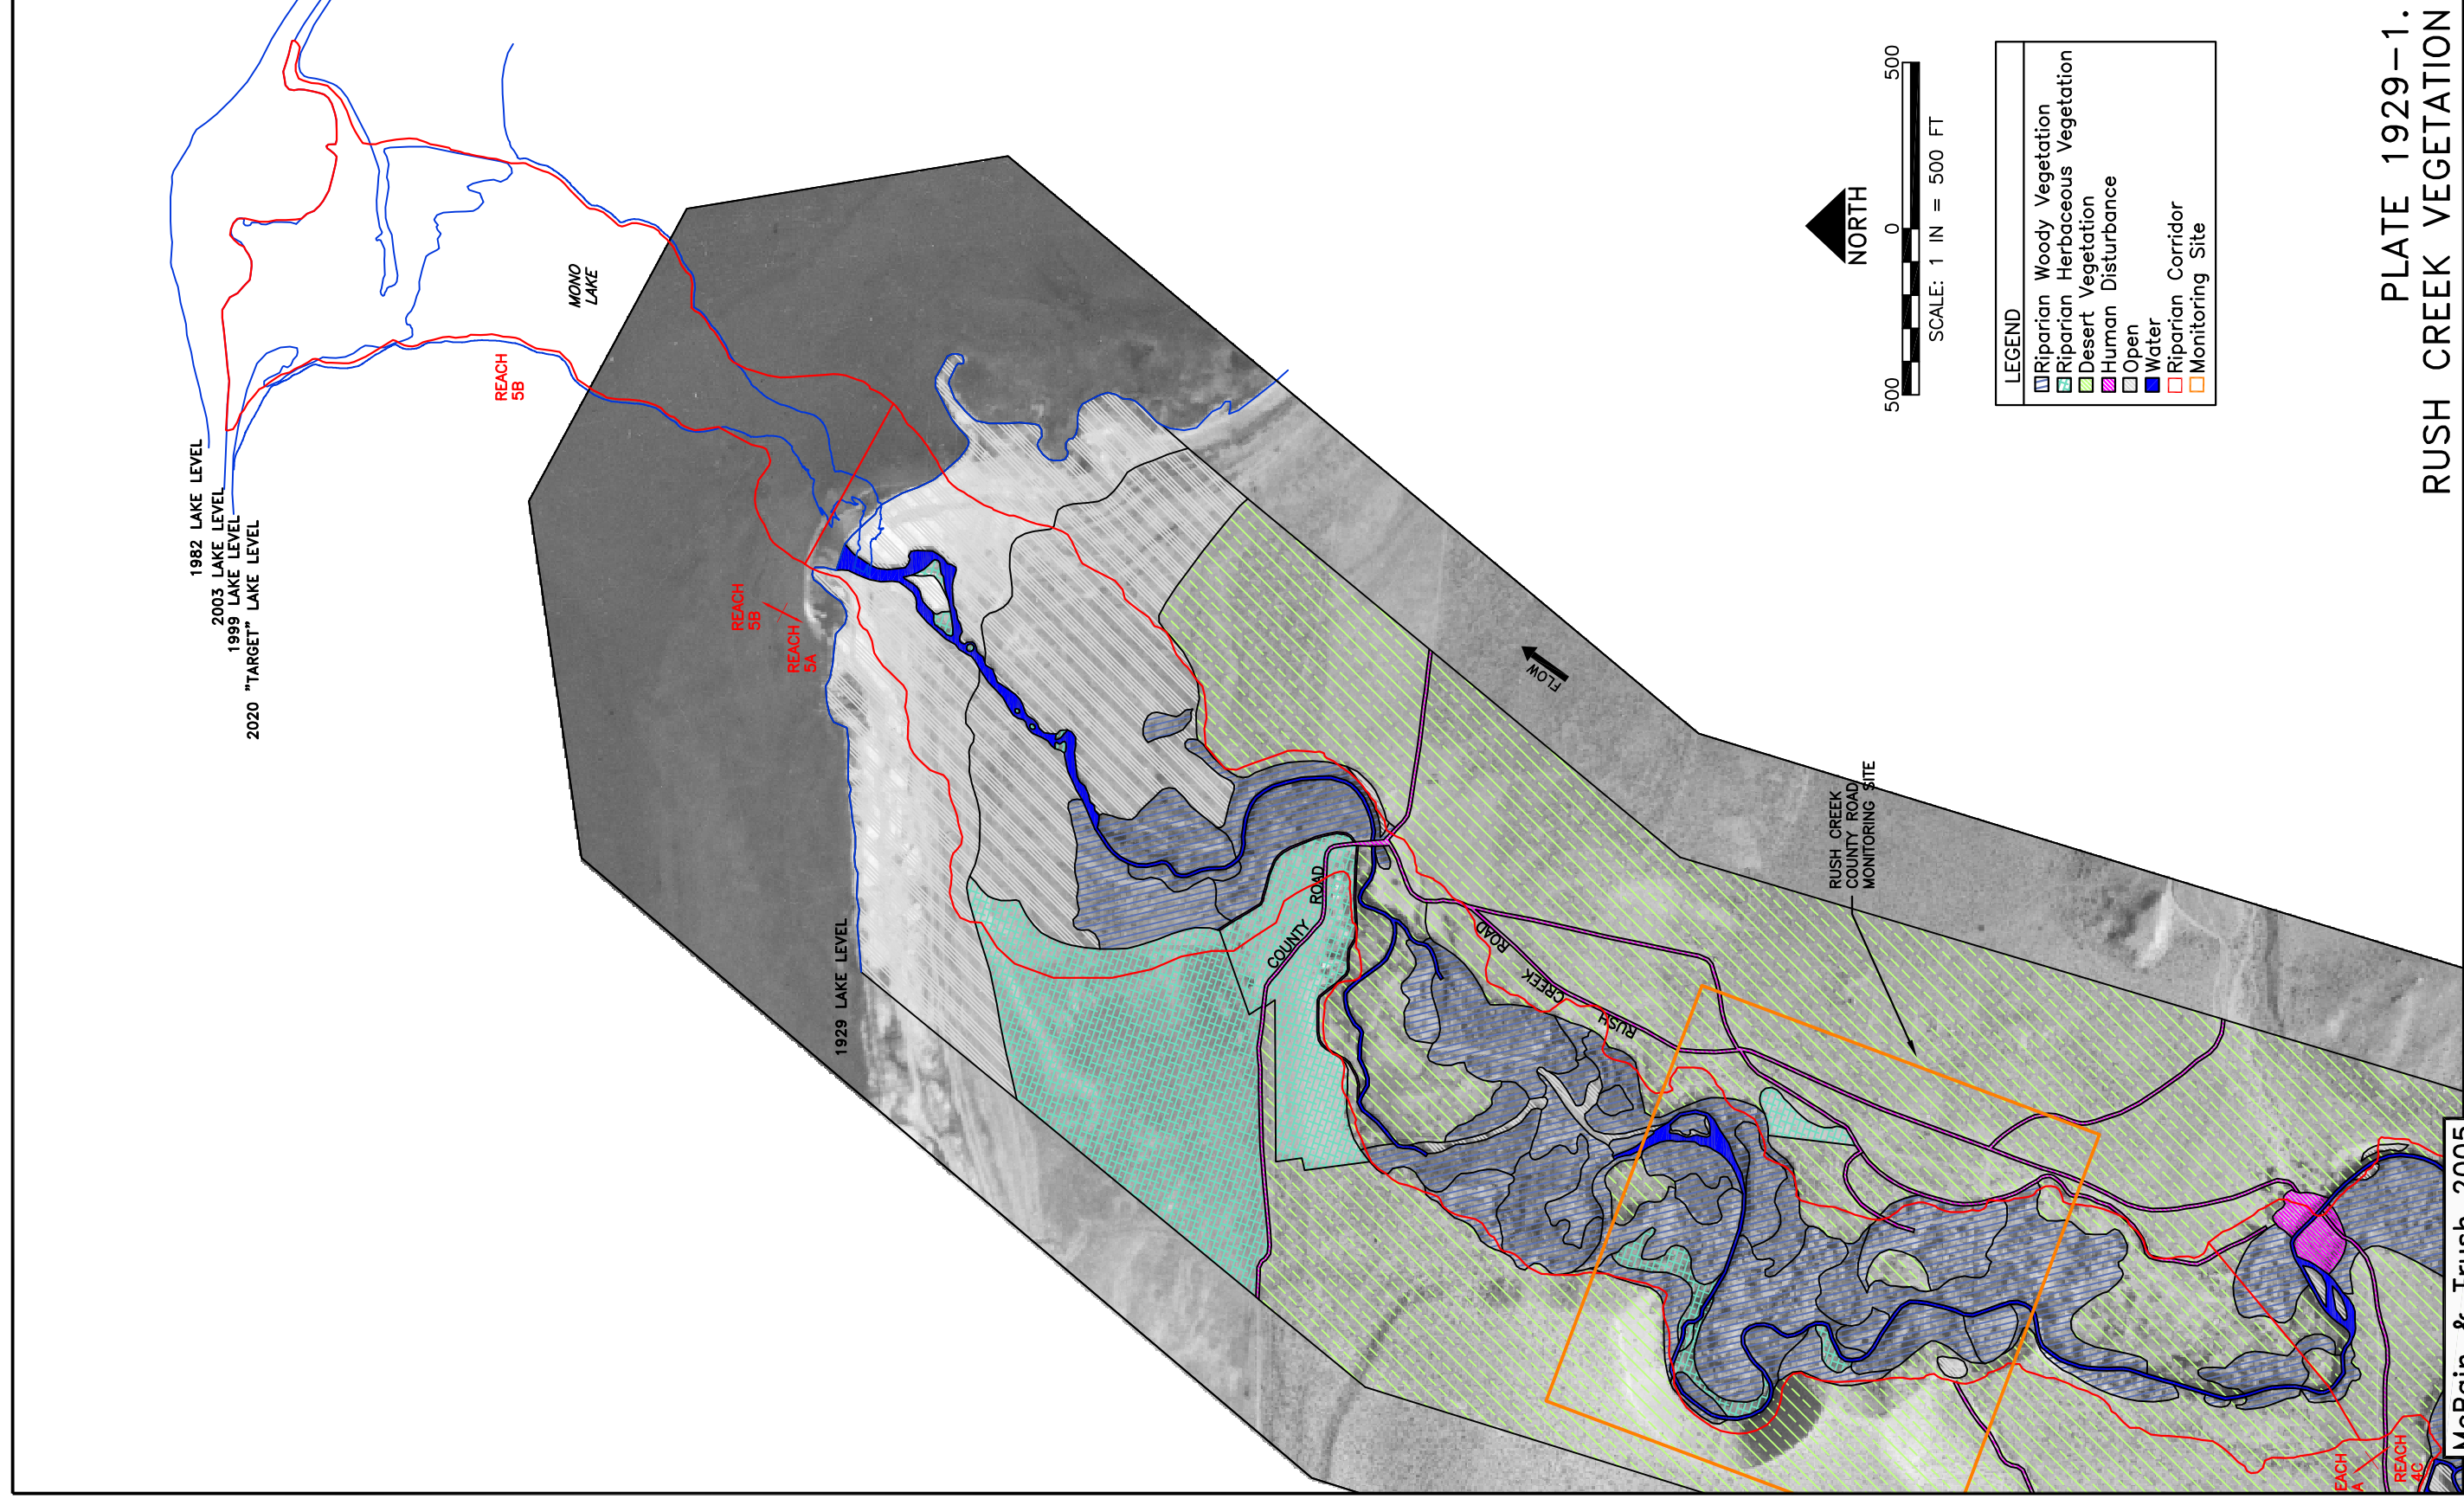 1982 LAKE LEVEL
2003 LAKE LEVEL
1999 LAKE LEVEL
2020 "TARGET" LAKE LEVEL
REACH
5B
MONO
LAKE
REACH
5B
REACH
5A
1929 LAKE LEVEL
COUNTY ROAD
RUSH CREEK ROAD
FLOW
RUSH CREEK
COUNTY ROAD
MONITORING SITE
REACH
4C
NORTH
500 0 500
SCALE: 1 IN = 500 FT
LEGEND
Riparian Woody Vegetation
Riparian Herbaceous Vegetation
Desert Vegetation
Human Disturbance
Open
Water
Riparian Corridor
Monitoring Site
PLATE 1929-1.
RUSH CREEK VEGETATION